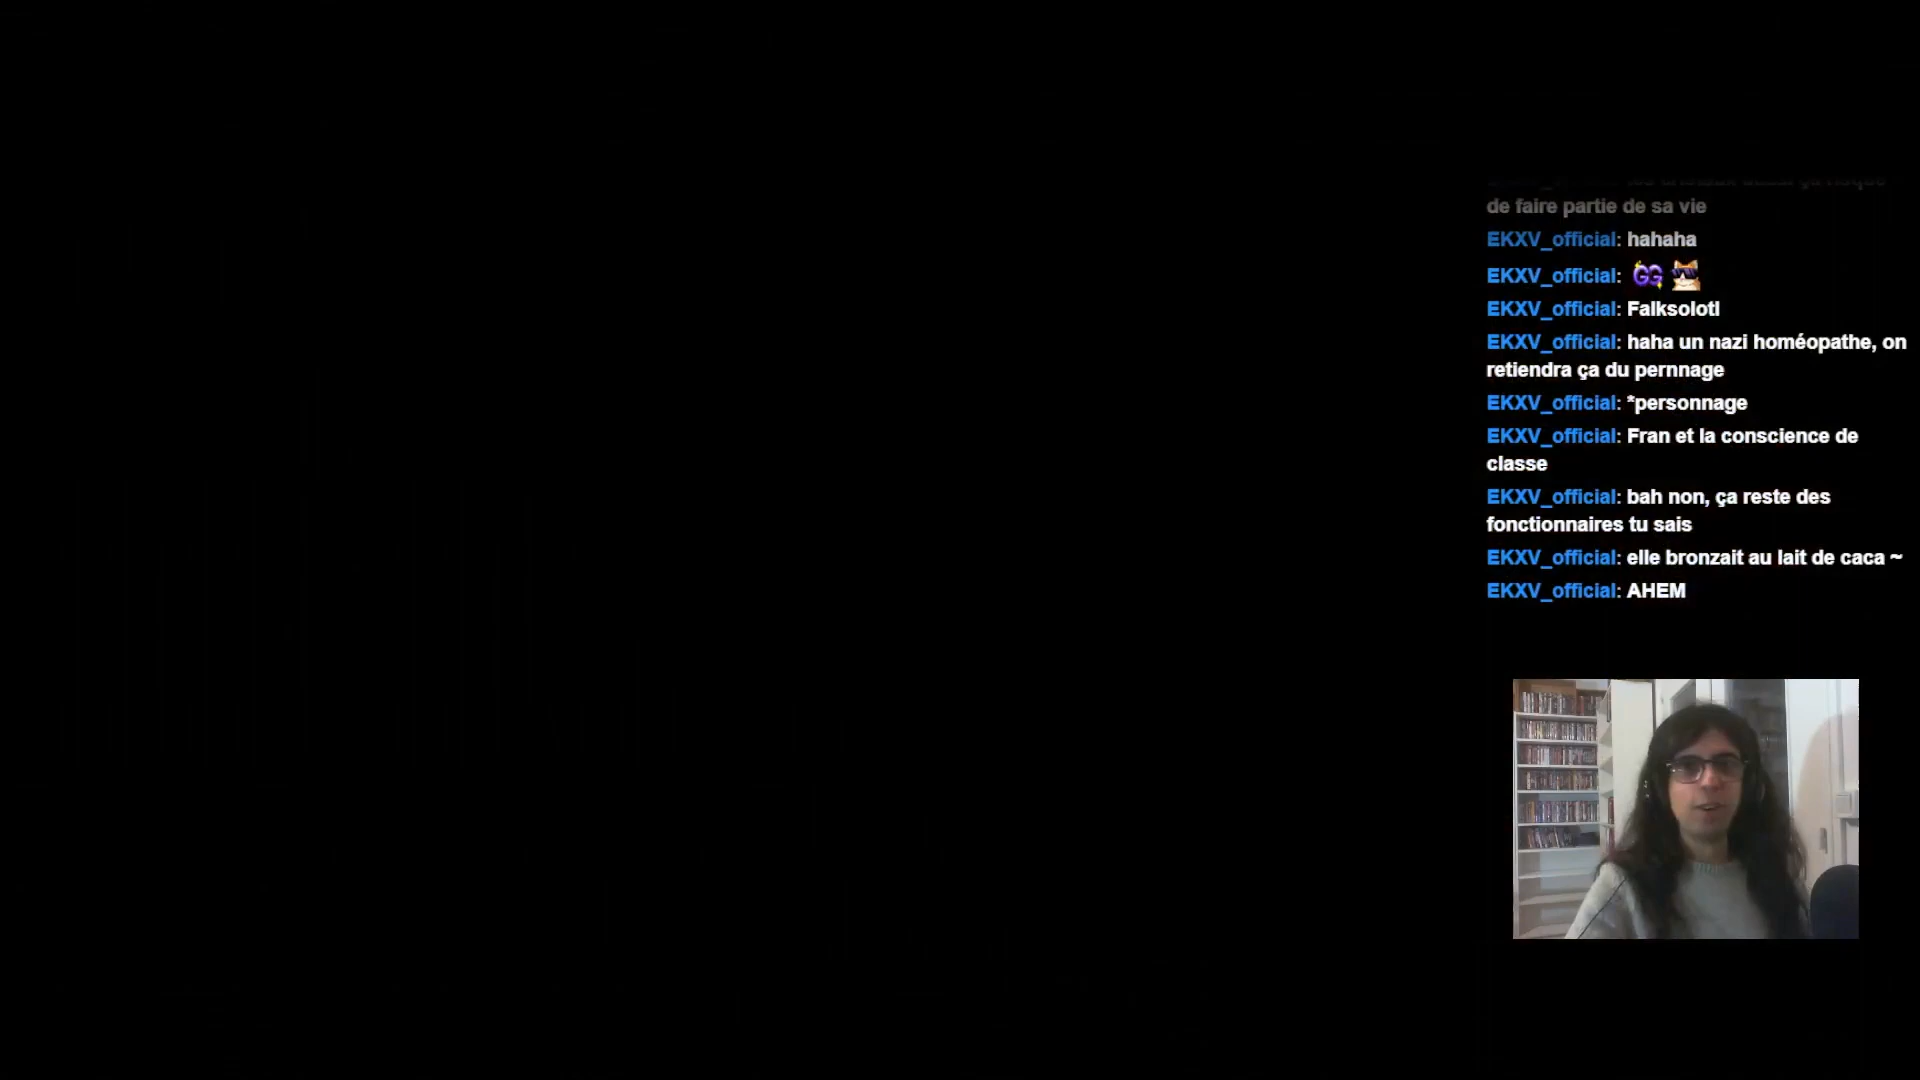 de faire partie de sa vie
EKXV_official: hahaha
EKXV_official: GG
EKXV_official: Falksolotl
EKXV_official: haha un nazi homéopathe, on
retiendra ça du pernnage
EKXV_official: *personnage
EKXV_official: Fran et la conscience de
classe
EKXV_official: bah non, ça reste des
fonctionnaires tu sais
EKXV_official: elle bronzait au lait de caca ~
EKXV_official: AHEM